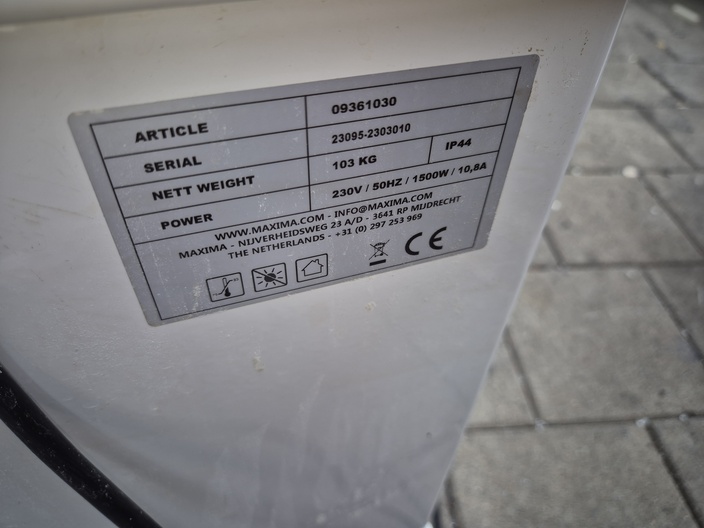 ARTICLE 09361030
SERIAL 23095-2303010
NETT WEIGHT 103 KG IP44
POWER 230V / 50HZ / 1500W / 10,8A
WWW.MAXIMA.COM - INFO@MAXIMA.COM
MAXIMA - NIJVERHEIDSWEG 23 A/D - 3641 RP MIJDRECHT
THE NETHERLANDS - +31 (0) 297 253 969
CE